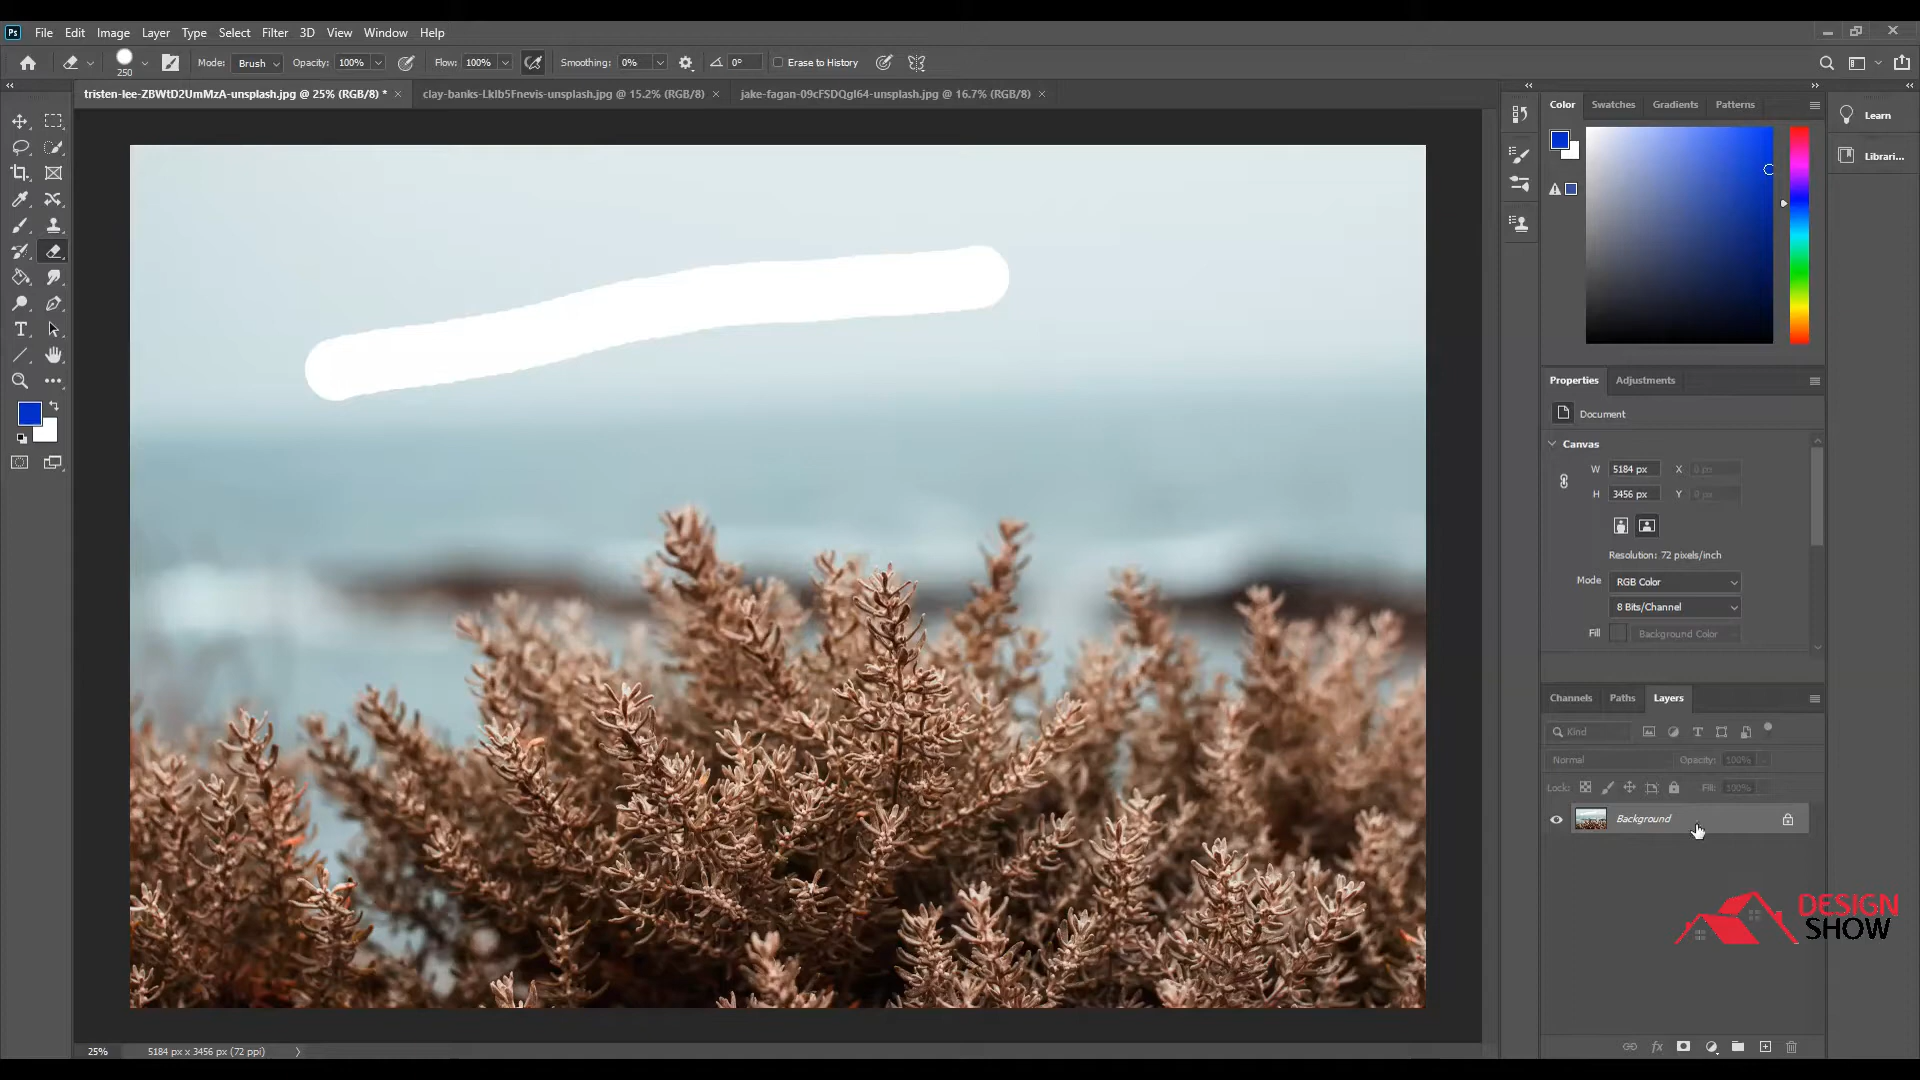 Ps File Edit Image Layer Type Select Filter 3D View Window Help
250 Mode: Brush Opacity: 100% Flow: 100% Smoothing: 0% 0° Erase to History
tristen-lee-ZBWtD2UmMzA-unsplash.jpg @ 25% (RGB/8) * clay-banks-LkIb5Fnevis-unsplash.jpg @ 15.2% (RGB/8) jake-fagan-09cFSDQgI64-unsplash.jpg @ 16.7% (RGB/8)
Color Swatches Gradients Patterns
Learn
Librari...
Properties Adjustments
Document
Canvas
W 5184 px X 0 px
H 3456 px Y 0 px
Resolution: 72 pixels/inch
Mode RGB Color
8 Bits/Channel
Fill Background Color
Channels Paths Layers
Kind
Normal Opacity: 100%
Lock: Fill: 100%
Background
DESIGN
SHOW
25% 5184 px x 3456 px (72 ppi)
fx